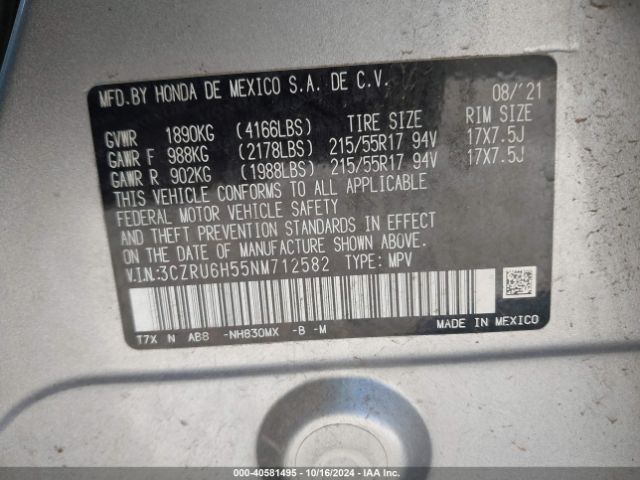 MFD.BY HONDA DE MEXICO S.A. DE C.V. 08/'21
TIRE SIZE RIM SIZE
GVWR 1890KG (4166LBS)
GAWR F 988KG (2178LBS) 215/55R17 94V 17X7.5J
GAWR R 902KG (1988LBS) 215/55R17 94V 17X7.5J
THIS VEHICLE CONFORMS TO ALL APPLICABLE
FEDERAL MOTOR VEHICLE SAFETY
AND THEFT PREVENTION STANDARDS IN EFFECT
ON THE DATE OF MANUFACTURE SHOWN ABOVE.
V.I.N:3CZRU6H55NM712582 TYPE: MPV
T7X N AB8 -NH830MX -B -M MADE IN MEXICO
000-40581495 - 10/16/2024 - IAA Inc.